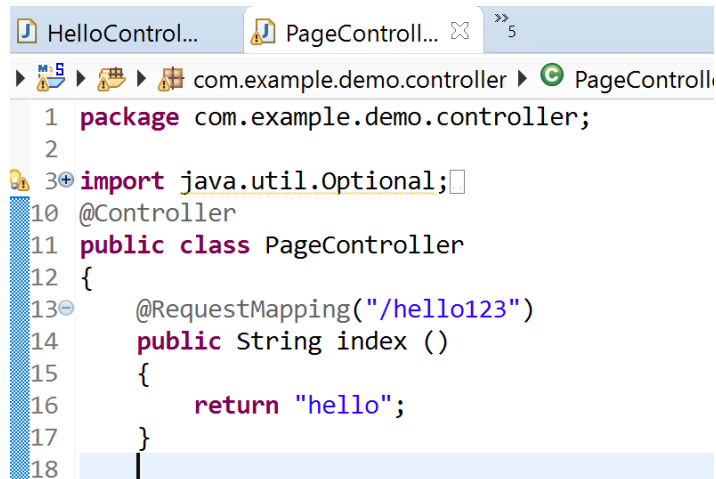 HelloControl... PageControll... »5
com.example.demo.controller PageControlle
1 package com.example.demo.controller;
2
3 import java.util.Optional;
10 @Controller
11 public class PageController
12 {
13 @RequestMapping("/hello123")
14 public String index ()
15 {
16 return "hello";
17 }
18